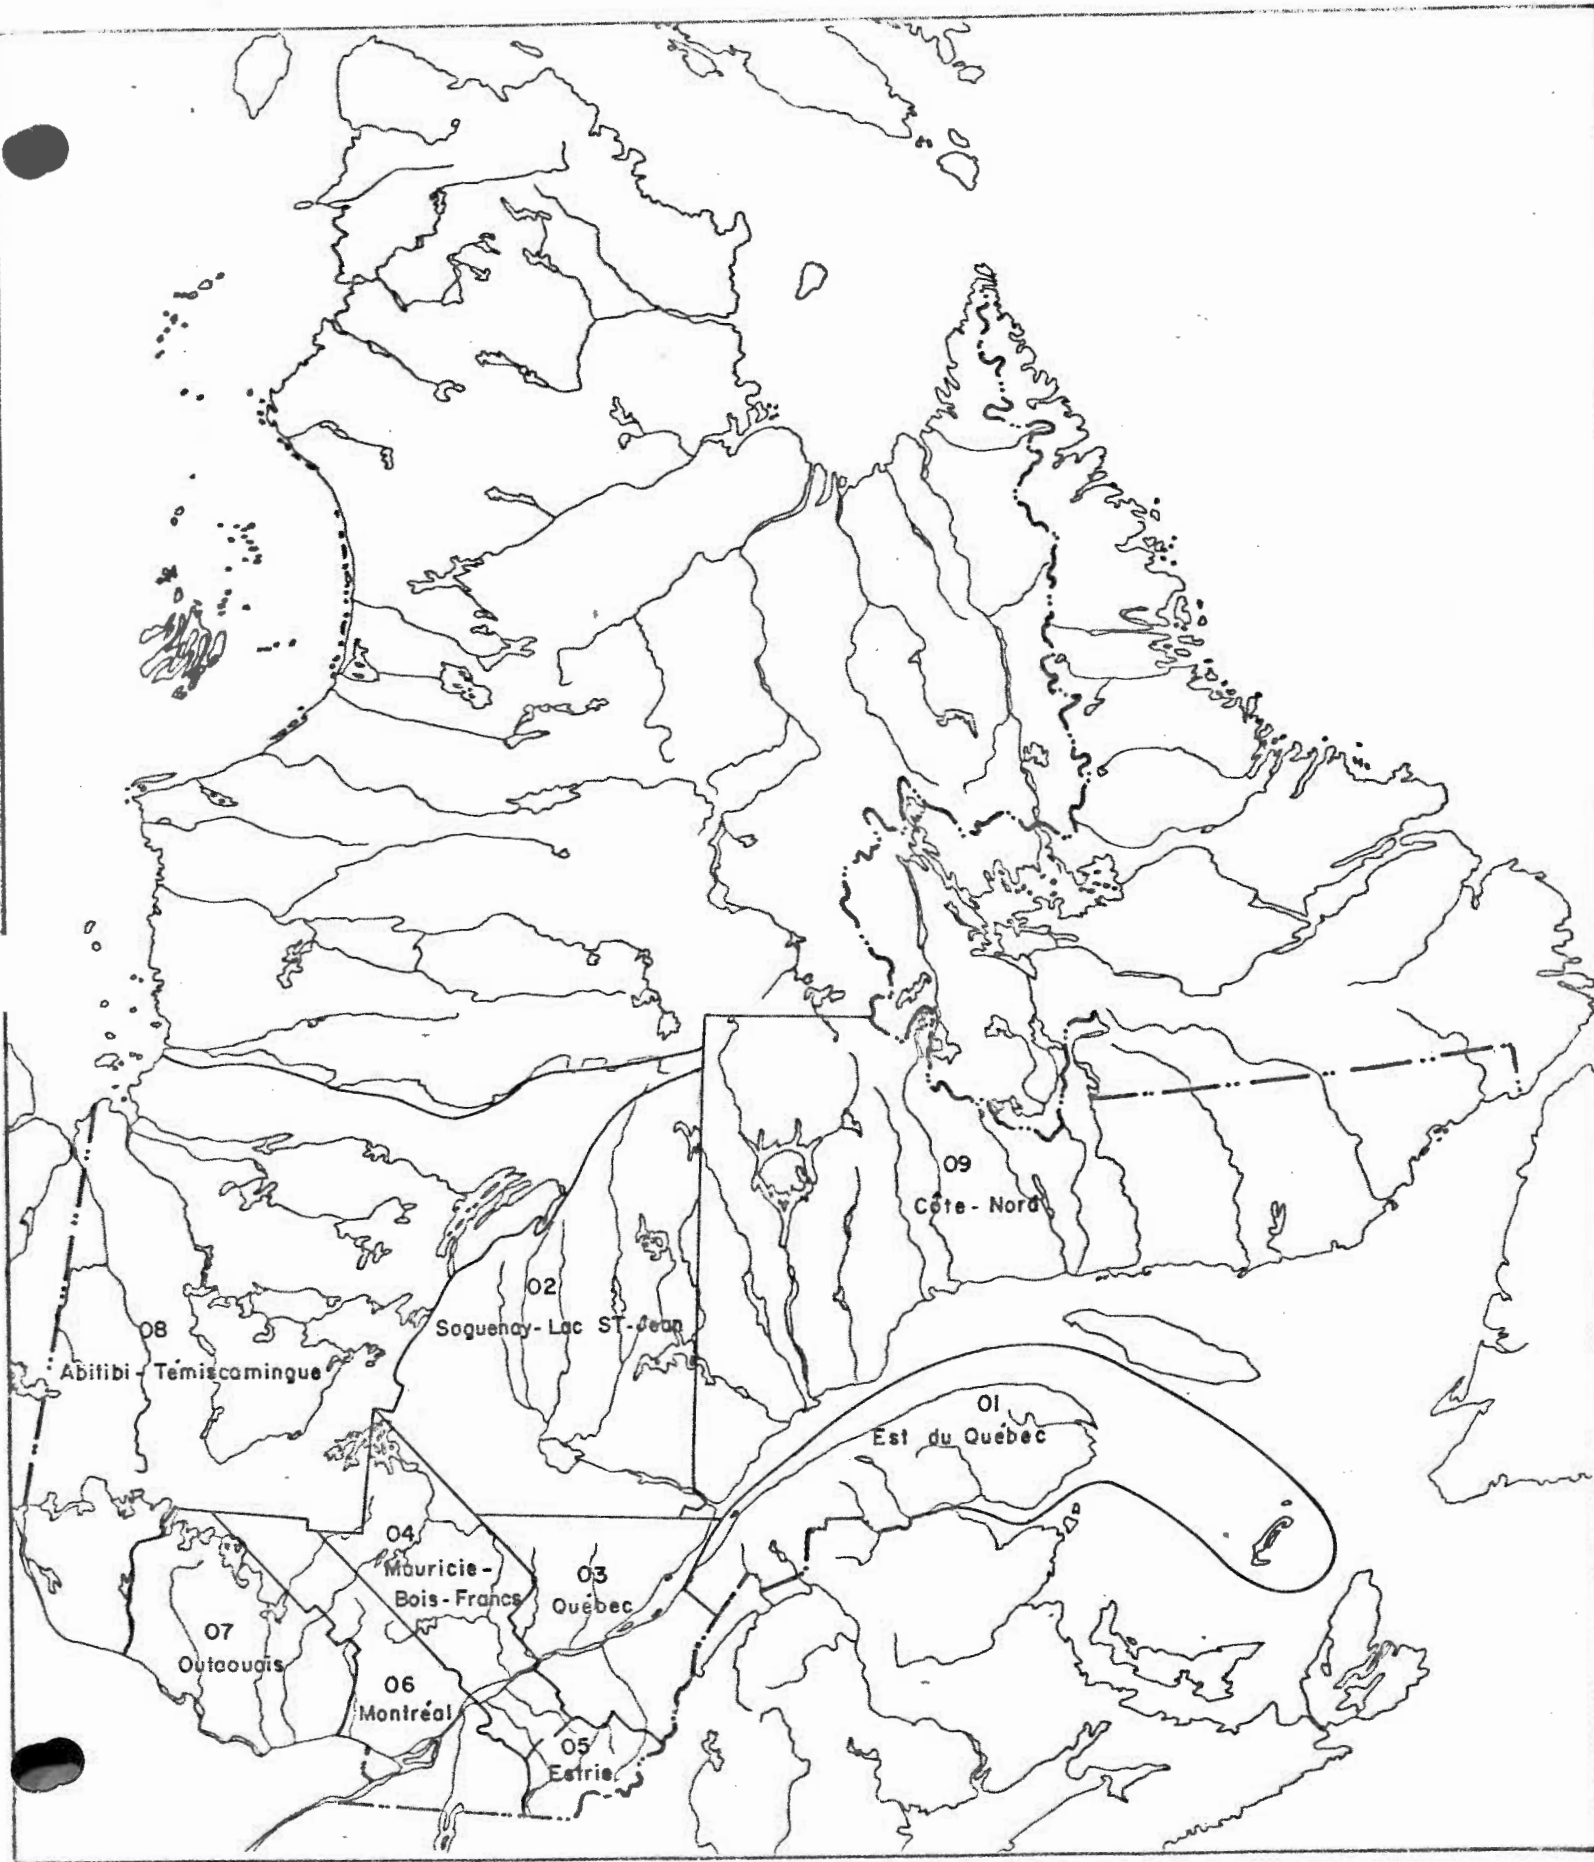 09
Côte-Nord
02
Saguenay-Lac ST-Jean
08
Abitibi-Témiscamingue
01
Est du Québec
04
Mauricie-
Bois-Francs
03
Québec
07
Outaouais
06
Montréal
05
Estrie